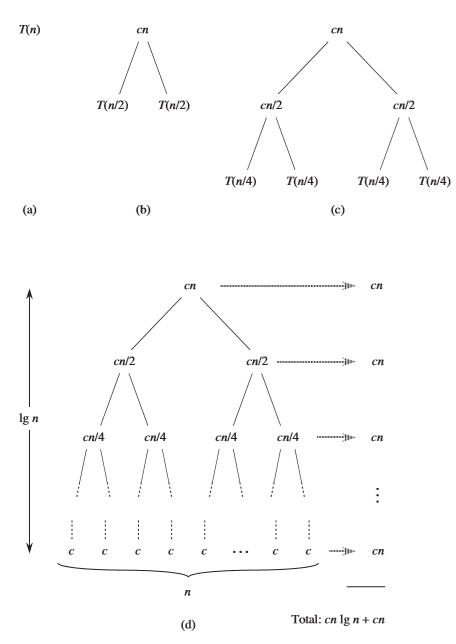 T(n) cn cn
T(n/2) T(n/2) cn/2 cn/2
T(n/4) T(n/4) T(n/4) T(n/4)
(a) (b) (c)
cn cn
cn/2 cn/2 cn
lg n
cn/4 cn/4 cn/4 cn/4 cn
c c c c c ... c c cn
n
Total: cn lg n + cn
(d)